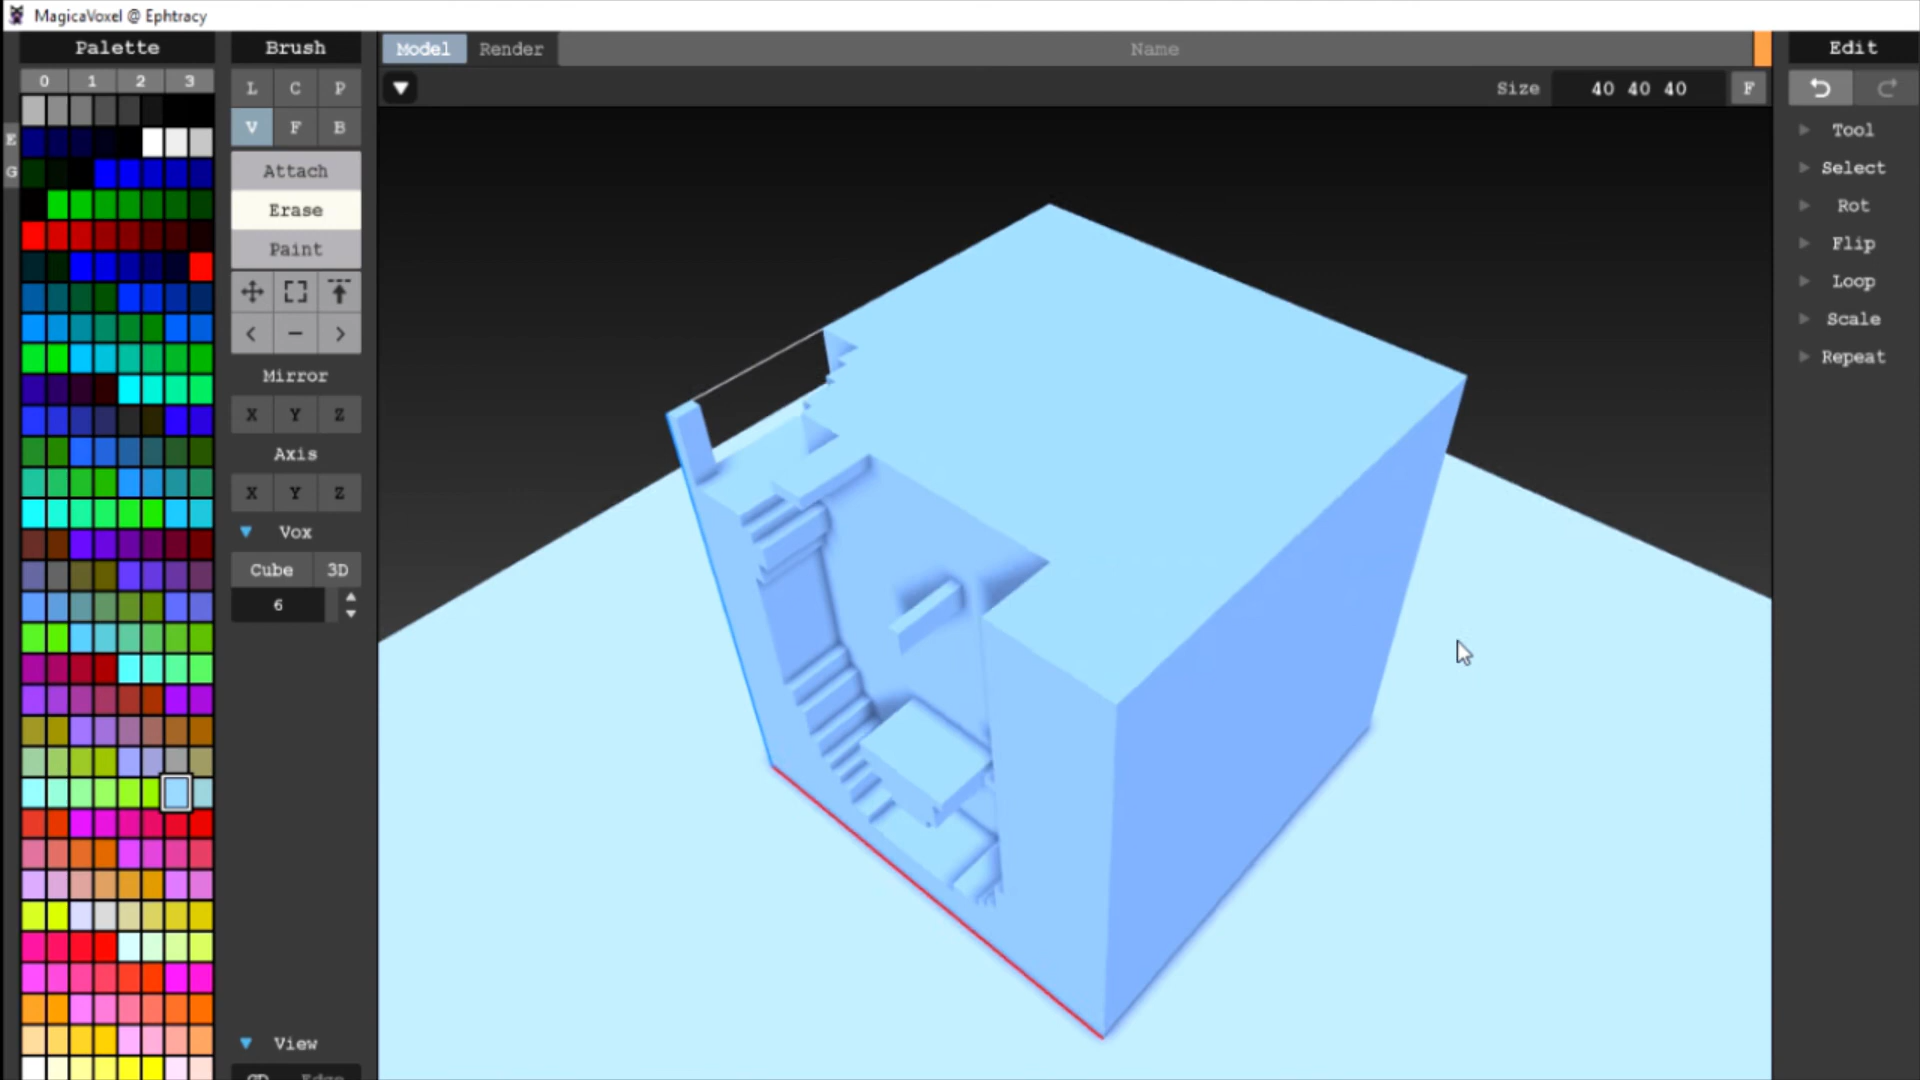 MagicaVoxel @ Ephtracy
Palette
Brush
Model Render
Name
Edit
0 1 2 3
L C P
Size 40 40 40 F
V F B
E
G
Attach
Erase
Paint
< − >
Mirror
X Y Z
Axis
X Y Z
Vox
Cube 3D
6
View
Tool
Select
Rot
Flip
Loop
Scale
Repeat